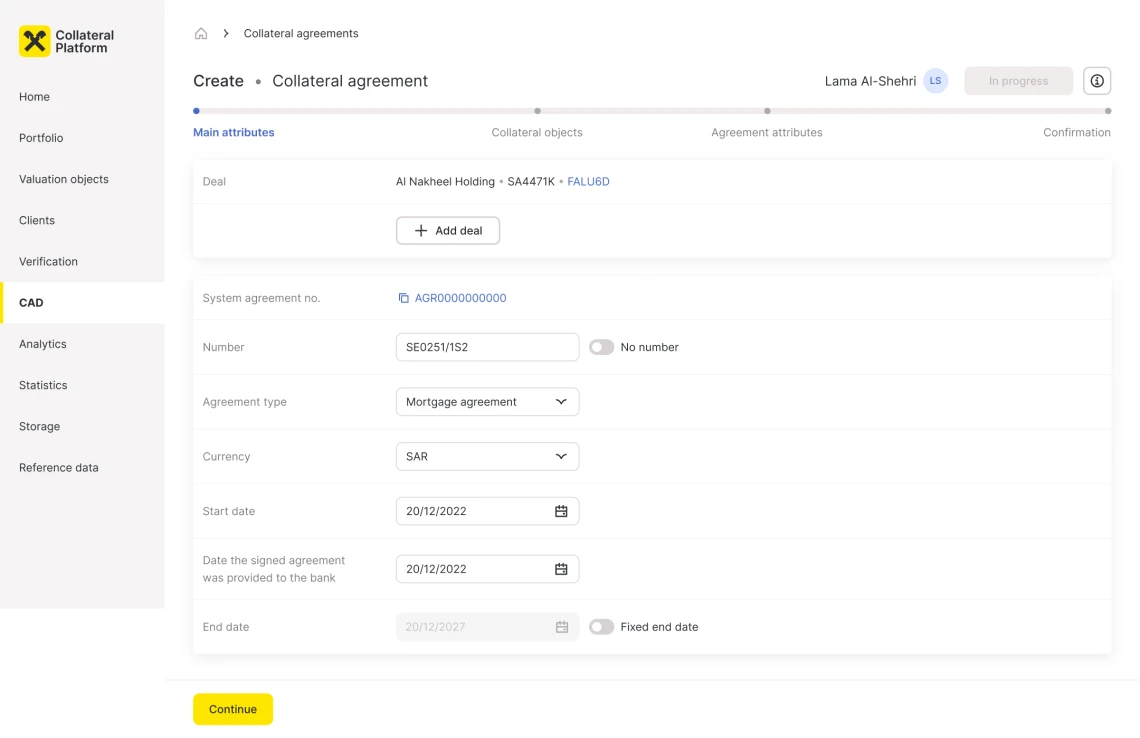 Collateral
Platform
Home
Portfolio
Valuation objects
Clients
Verification
CAD
Analytics
Statistics
Storage
Reference data
Collateral agreements
Create • Collateral agreement
Lama Al-Shehri LS In progress
Main attributes Collateral objects Agreement attributes Confirmation
Deal Al Nakheel Holding • SA4471K • FALU6D
Add deal
System agreement no. AGR0000000000
Number SE0251/1S2 No number
Agreement type Mortgage agreement
Currency SAR
Start date 20/12/2022
Date the signed agreement
was provided to the bank 20/12/2022
End date 20/12/2027 Fixed end date
Continue